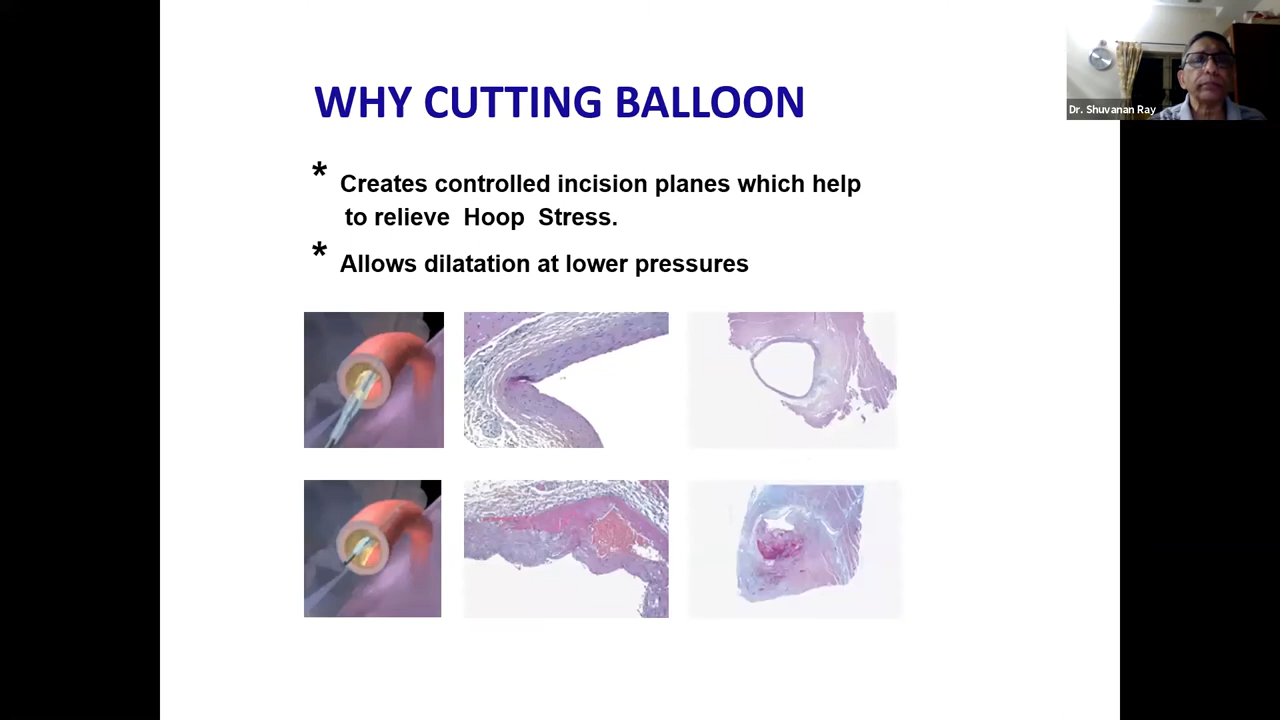 WHY CUTTING BALLOON
* Creates controlled incision planes which help
to relieve Hoop Stress.
* Allows dilatation at lower pressures
Dr. Shuvanan Ray